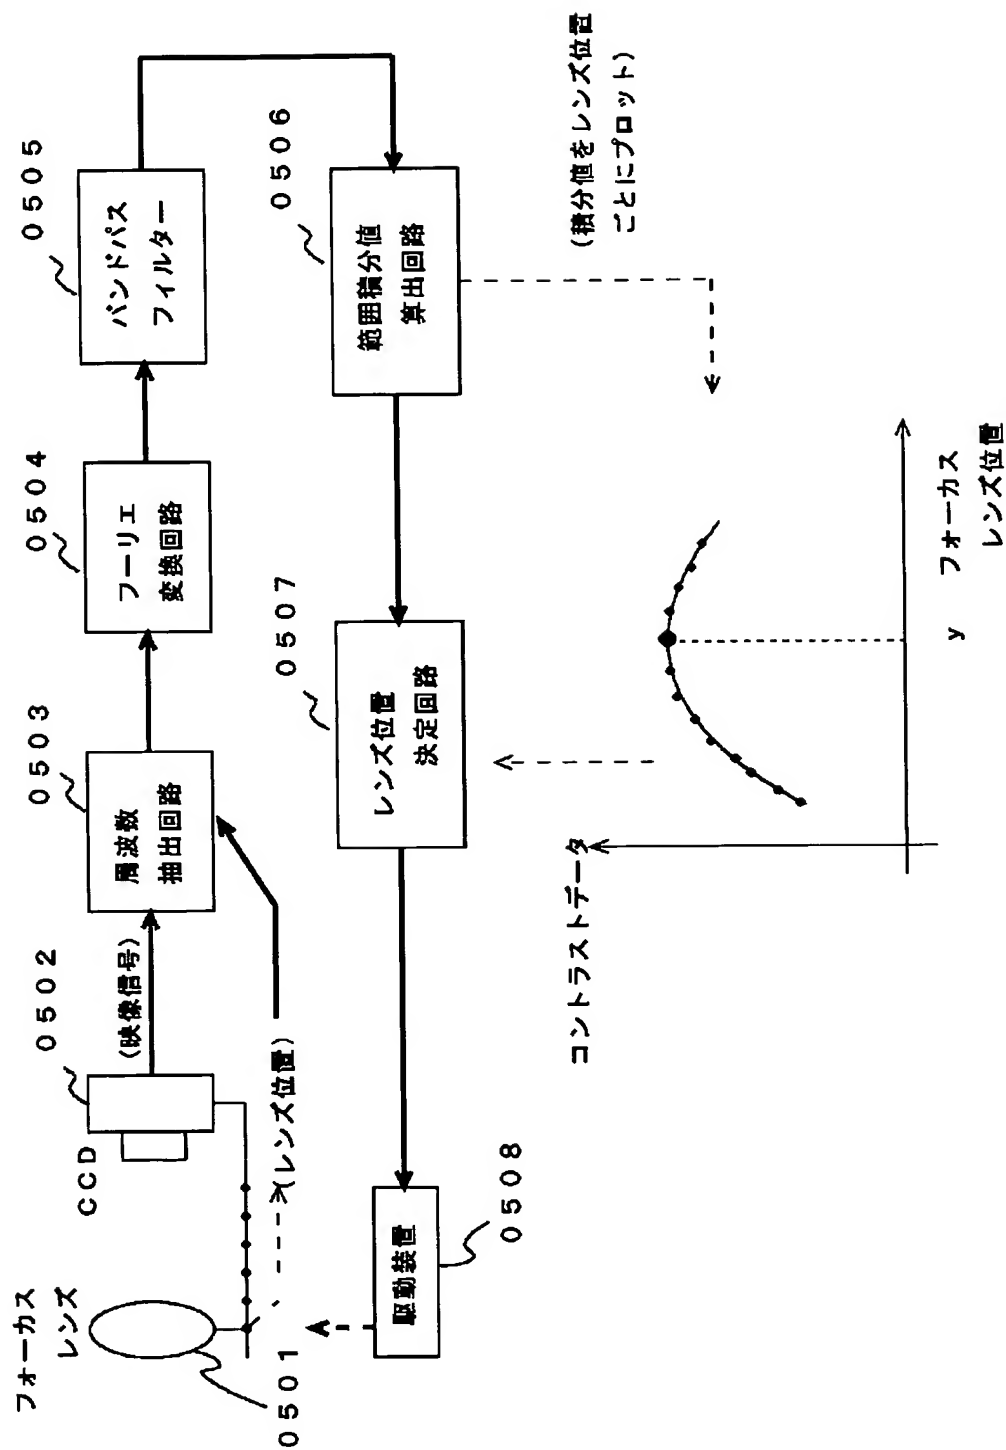 フォーカス
レンズ
0501
CCD
0502
(映像信号)
(レンズ位置)
0503
周波数
抽出回路
0504
フーリエ
変換回路
0505
バンドパス
フィルター
0506
範囲積分値
算出回路
0507
レンズ位置
決定回路
0508
駆動装置
(積分値をレンズ位置
ごとにプロット)
コントラストデータ
y
フォーカス
レンズ位置